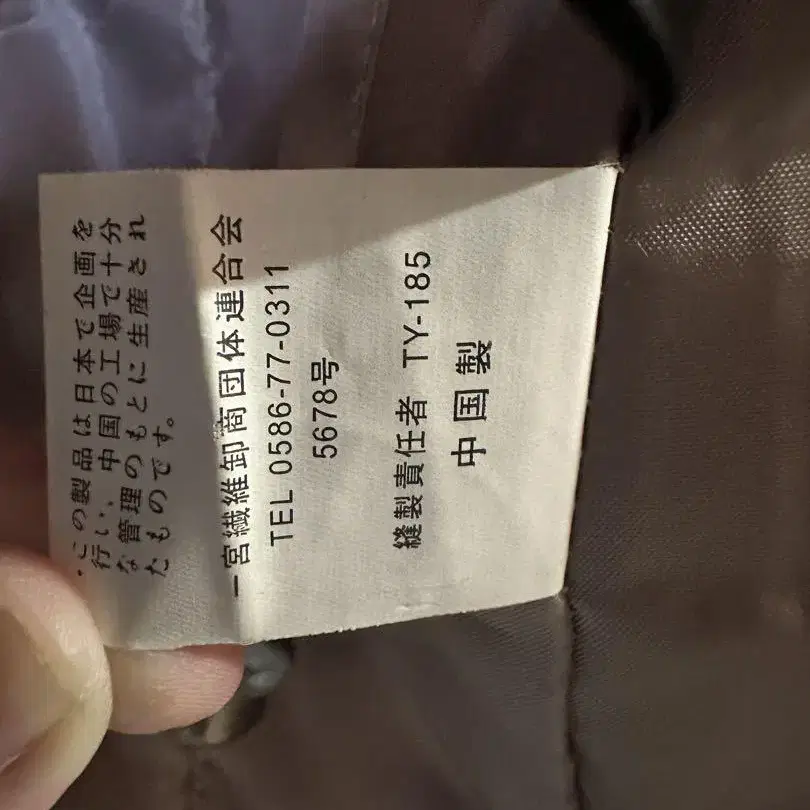 ・この製品は日本で企画を
行い、中国の工場で十分
な管理のもとに生産され
たものです。
一宮繊維卸商団体連合会
TEL 0586-77-0311
5678号
縫製責任者 TY-185
中国製